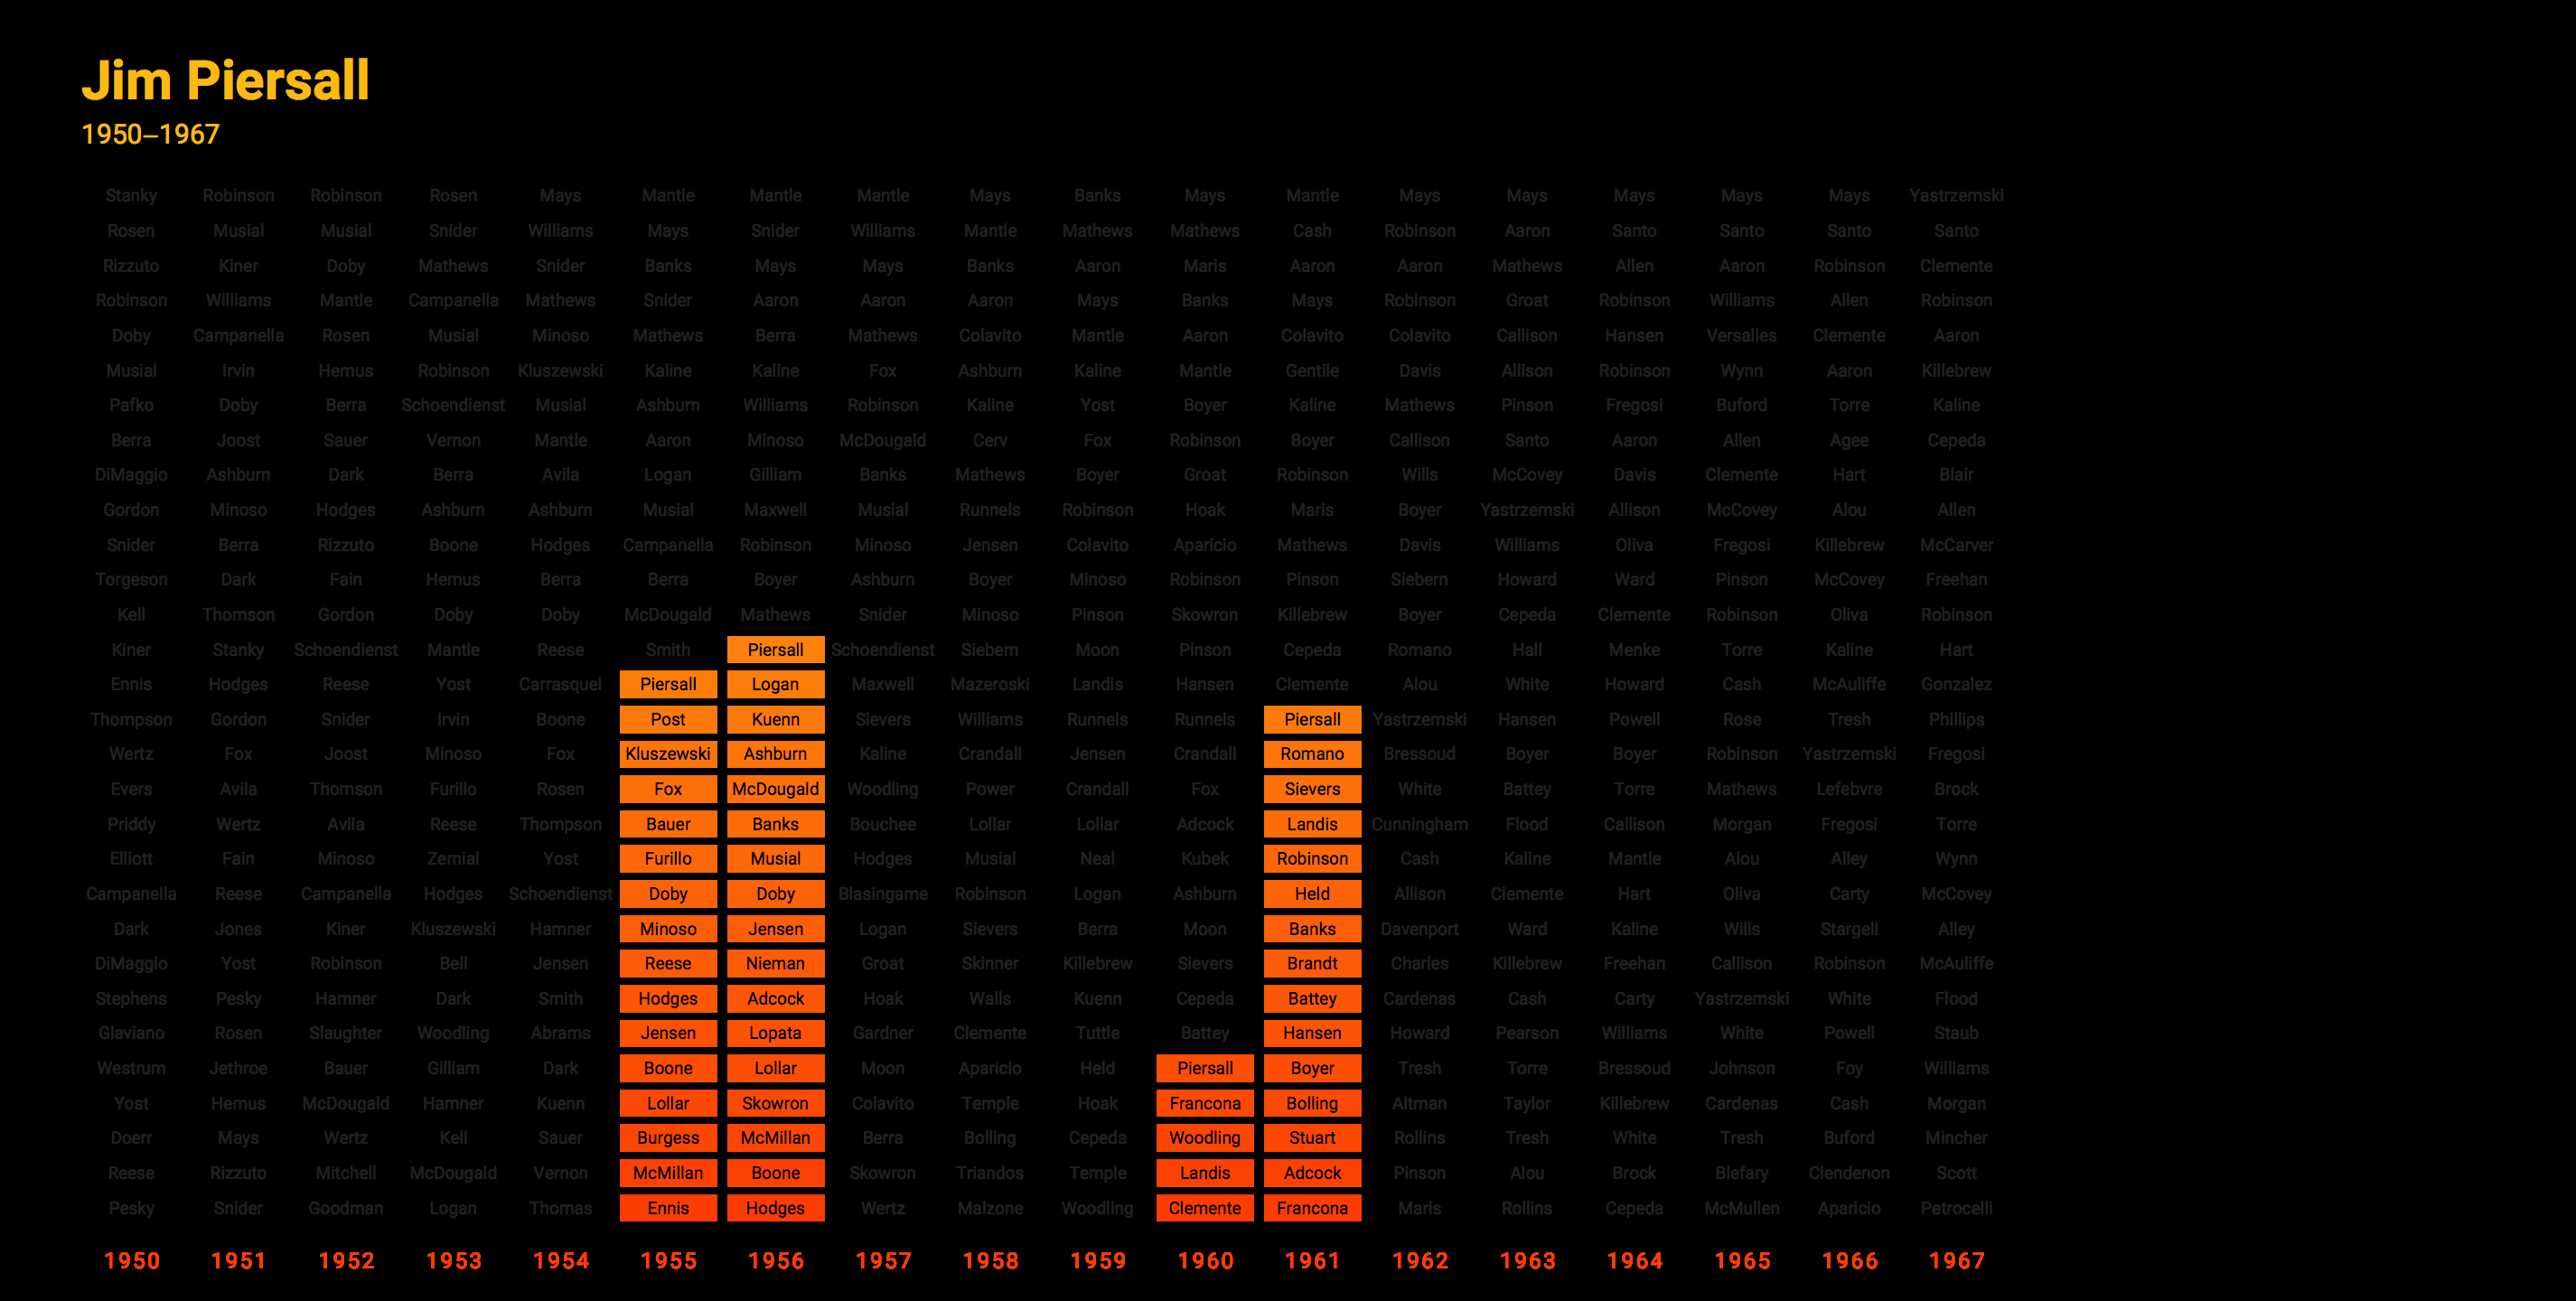 Jim Piersall
1950–1967
Stanky Robinson Robinson Rosen Mays Mantle Mantle Mantle Mays Banks Mays Mantle Mays Mays Mays Mays Mays Yastrzemski
Rosen Musial Musial Snider Williams Mays Snider Williams Mantle Mathews Mathews Cash Robinson Aaron Santo Santo Santo Santo
Rizzuto Kiner Doby Mathews Snider Banks Mays Mays Banks Aaron Maris Aaron Aaron Mathews Allen Aaron Robinson Clemente
Robinson Williams Mantle Campanella Mathews Snider Aaron Aaron Aaron Mays Banks Mays Robinson Groat Robinson Williams Allen Robinson
Doby Campanella Rosen Musial Minoso Mathews Berra Mathews Colavito Mantle Aaron Colavito Colavito Callison Hansen Versalles Clemente Aaron
Musial Irvin Hemus Robinson Kluszewski Kaline Kaline Fox Ashburn Kaline Mantle Gentile Davis Allison Robinson Wynn Aaron Killebrew
Pafko Doby Berra Schoendienst Musial Ashburn Williams Robinson Kaline Yost Boyer Kaline Mathews Pinson Fregosi Buford Torre Kaline
Berra Joost Sauer Vernon Mantle Aaron Minoso McDougald Cerv Fox Robinson Boyer Callison Santo Aaron Allen Agee Cepeda
DiMaggio Ashburn Dark Berra Avila Logan Gilliam Banks Mathews Boyer Groat Robinson Wills McCovey Davis Clemente Hart Blair
Gordon Minoso Hodges Ashburn Ashburn Musial Maxwell Musial Runnels Robinson Hoak Maris Boyer Yastrzemski Allison McCovey Alou Allen
Snider Berra Rizzuto Boone Hodges Campanella Robinson Minoso Jensen Colavito Aparicio Mathews Davis Williams Oliva Fregosi Killebrew McCarver
Torgeson Dark Fain Hemus Berra Berra Boyer Ashburn Boyer Minoso Robinson Pinson Siebern Howard Ward Pinson McCovey Freehan
Kell Thomson Gordon Doby Doby McDougald Mathews Snider Minoso Pinson Skowron Killebrew Boyer Cepeda Clemente Robinson Oliva Robinson
Kiner Stanky Schoendienst Mantle Reese Smith Piersall Schoendienst Siebern Moon Pinson Cepeda Romano Hall Menke Torre Kaline Hart
Ennis Hodges Reese Yost Carrasquel Piersall Logan Maxwell Mazeroski Landis Hansen Clemente Alou White Howard Cash McAuliffe Gonzalez
Thompson Gordon Snider Irvin Boone Post Kuenn Sievers Williams Runnels Runnels Piersall Yastrzemski Hansen Powell Rose Tresh Phillips
Wertz Fox Joost Minoso Fox Kluszewski Ashburn Kaline Crandall Jensen Crandall Romano Bressoud Boyer Boyer Robinson Yastrzemski Fregosi
Evers Avila Thomson Furillo Rosen Fox McDougald Woodling Power Crandall Fox Sievers White Battey Torre Mathews Lefebvre Brock
Priddy Wertz Avila Reese Thompson Bauer Banks Bouchee Lollar Lollar Adcock Landis Cunningham Flood Callison Morgan Fregosi Torre
Elliott Fain Minoso Zernial Yost Furillo Musial Hodges Musial Neal Kubek Robinson Cash Kaline Mantle Alou Alley Wynn
Campanella Reese Campanella Hodges Schoendienst Doby Doby Blasingame Robinson Logan Ashburn Held Allison Clemente Hart Oliva Carty McCovey
Dark Jones Kiner Kluszewski Hamner Minoso Jensen Logan Sievers Berra Moon Banks Davenport Ward Kaline Wills Stargell Alley
DiMaggio Yost Robinson Bell Jensen Reese Nieman Groat Skinner Killebrew Sievers Brandt Charles Killebrew Freehan Callison Robinson McAuliffe
Stephens Pesky Hamner Dark Smith Hodges Adcock Hoak Walls Kuenn Cepeda Battey Cardenas Cash Carty Yastrzemski White Flood
Glaviano Rosen Slaughter Woodling Abrams Jensen Lopata Gardner Clemente Tuttle Battey Hansen Howard Pearson Williams White Powell Staub
Westrum Jethroe Bauer Gilliam Dark Boone Lollar Moon Aparicio Held Piersall Boyer Tresh Torre Bressoud Johnson Foy Williams
Yost Hemus McDougald Hamner Kuenn Lollar Skowron Colavito Temple Hoak Francona Bolling Altman Taylor Killebrew Cardenas Cash Morgan
Doerr Mays Wertz Kell Sauer Burgess McMillan Berra Bolling Cepeda Woodling Stuart Rollins Tresh White Tresh Buford Mincher
Reese Rizzuto Mitchell McDougald Vernon McMillan Boone Skowron Triandos Temple Landis Adcock Pinson Alou Brock Blefary Clendenon Scott
Pesky Snider Goodman Logan Thomas Ennis Hodges Wertz Malzone Woodling Clemente Francona Maris Rollins Cepeda McMullen Aparicio Petrocelli
1950 1951 1952 1953 1954 1955 1956 1957 1958 1959 1960 1961 1962 1963 1964 1965 1966 1967